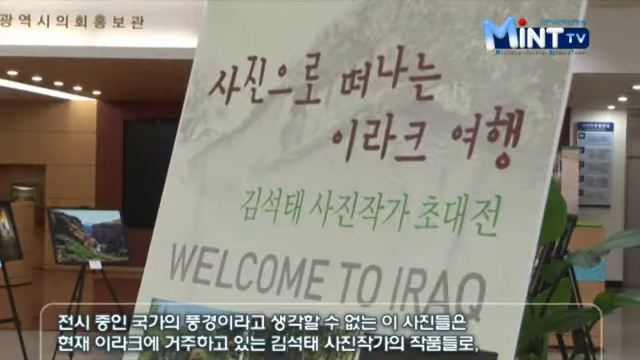 광역시의회홍보관
MINT TV
사진으로 떠나는
이라크 여행
김석태 사진작가 초대전
WELCOME TO IRAQ
전시 중인 국가의 풍경이라고 생각할 수 없는 이 사진들은
현재 이라크에 거주하고 있는 김석태 사진작가의 작품들로,